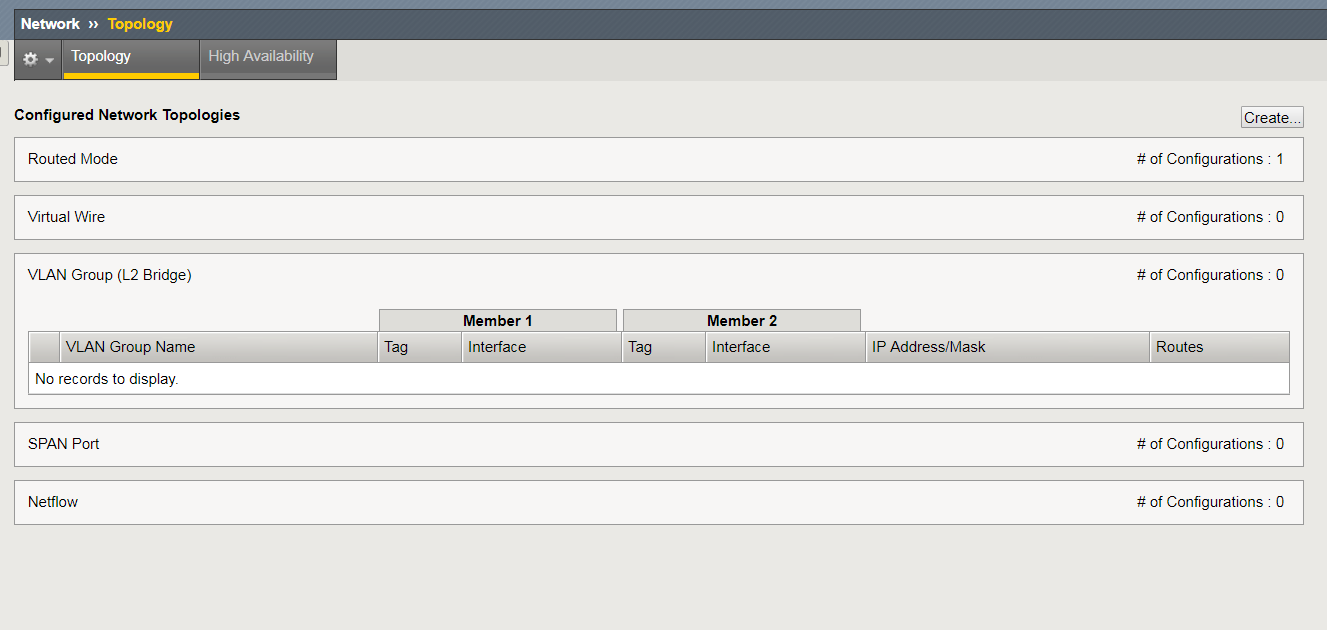 Network ›› Topology
Topology High Availability
Configured Network Topologies
Create...
Routed Mode # of Configurations : 1
Virtual Wire # of Configurations : 0
VLAN Group (L2 Bridge) # of Configurations : 0
Member 1 Member 2
VLAN Group Name Tag Interface Tag Interface IP Address/Mask Routes
No records to display.
SPAN Port # of Configurations : 0
Netflow # of Configurations : 0